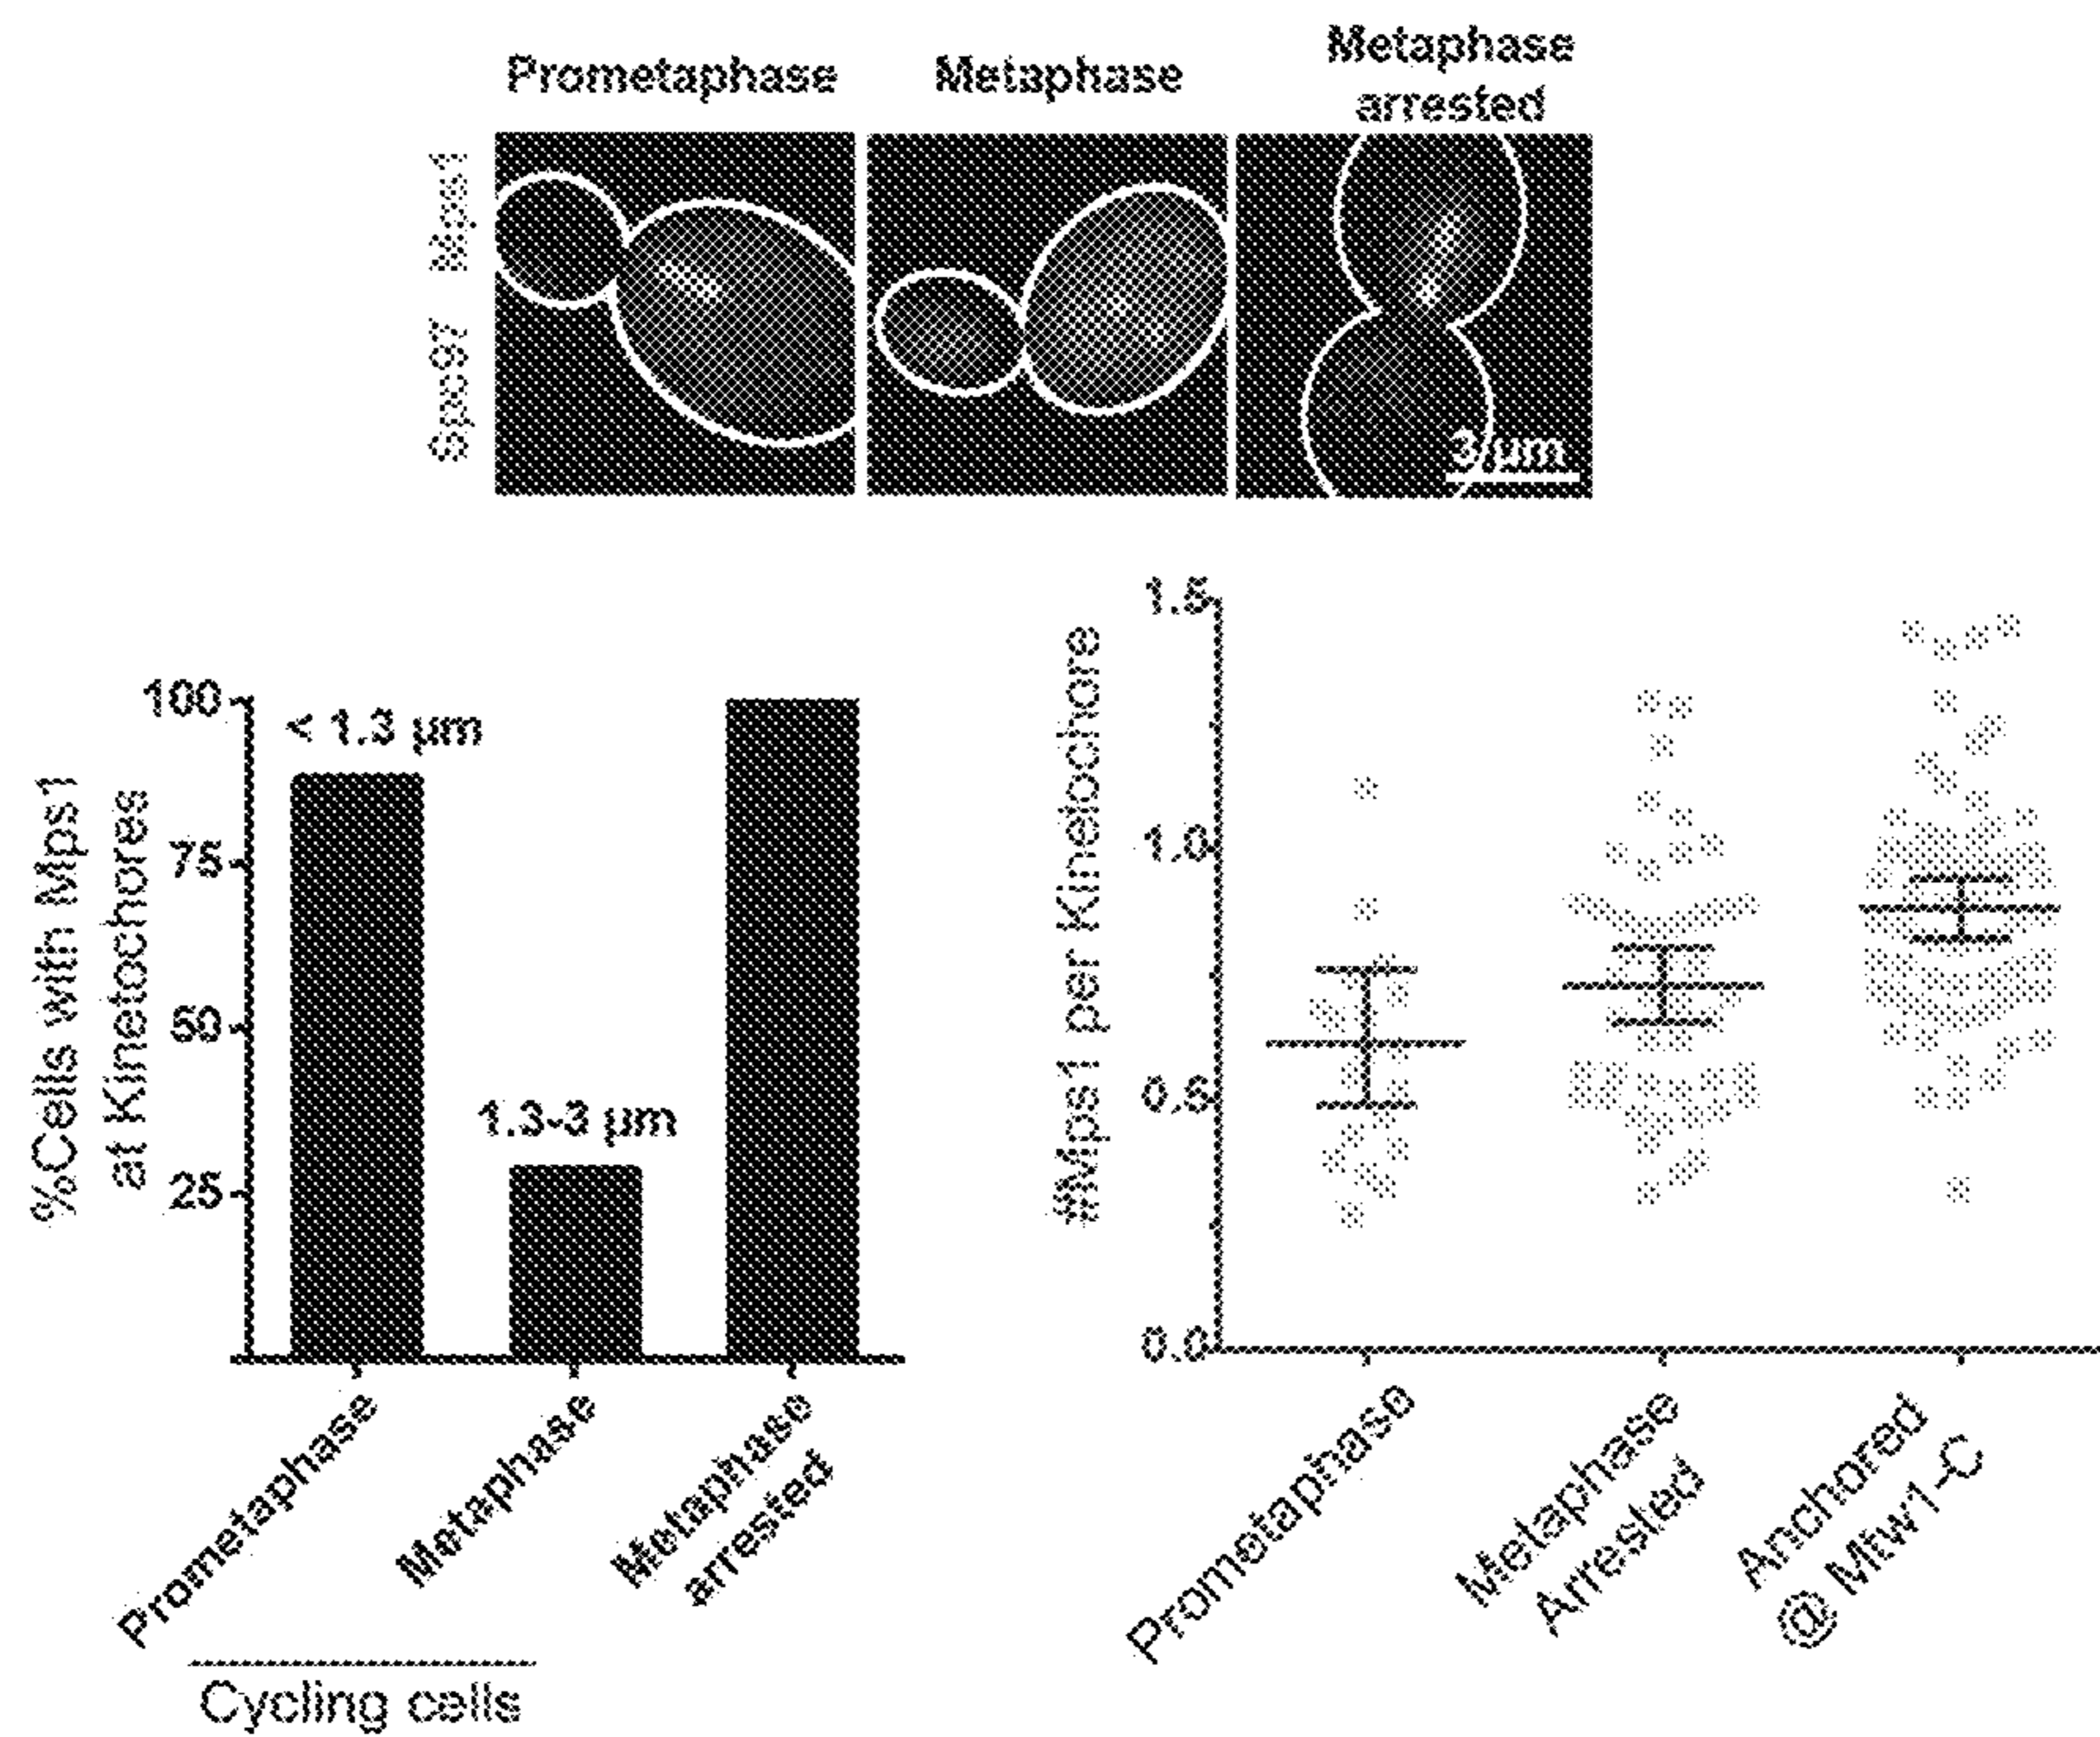 Prometaphase
Metaphase
Metaphase
arrested
Mps1
Spc97
3 µm
%Cells with Mps1
at Kinetochores
100
75
50
25
< 1.3 µm
1.3-3 µm
Prometaphase
Metaphase
Metaphase
arrested
Cycling cells
#Mps1 per Kinetochore
1.5
1.0
0.5
0.0
Prometaphase
Metaphase
Arrested
Anchored
@ Mtw1-C